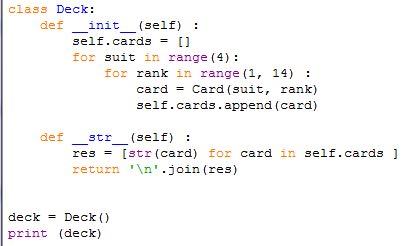 class Deck:
    def __init__(self) :
        self.cards = []
        for suit in range(4):
            for rank in range(1, 14) :
                card = Card(suit, rank)
                self.cards.append(card)

    def __str__(self) :
        res = [str(card) for card in self.cards ]
        return '\n'.join(res)


deck = Deck()
print (deck)